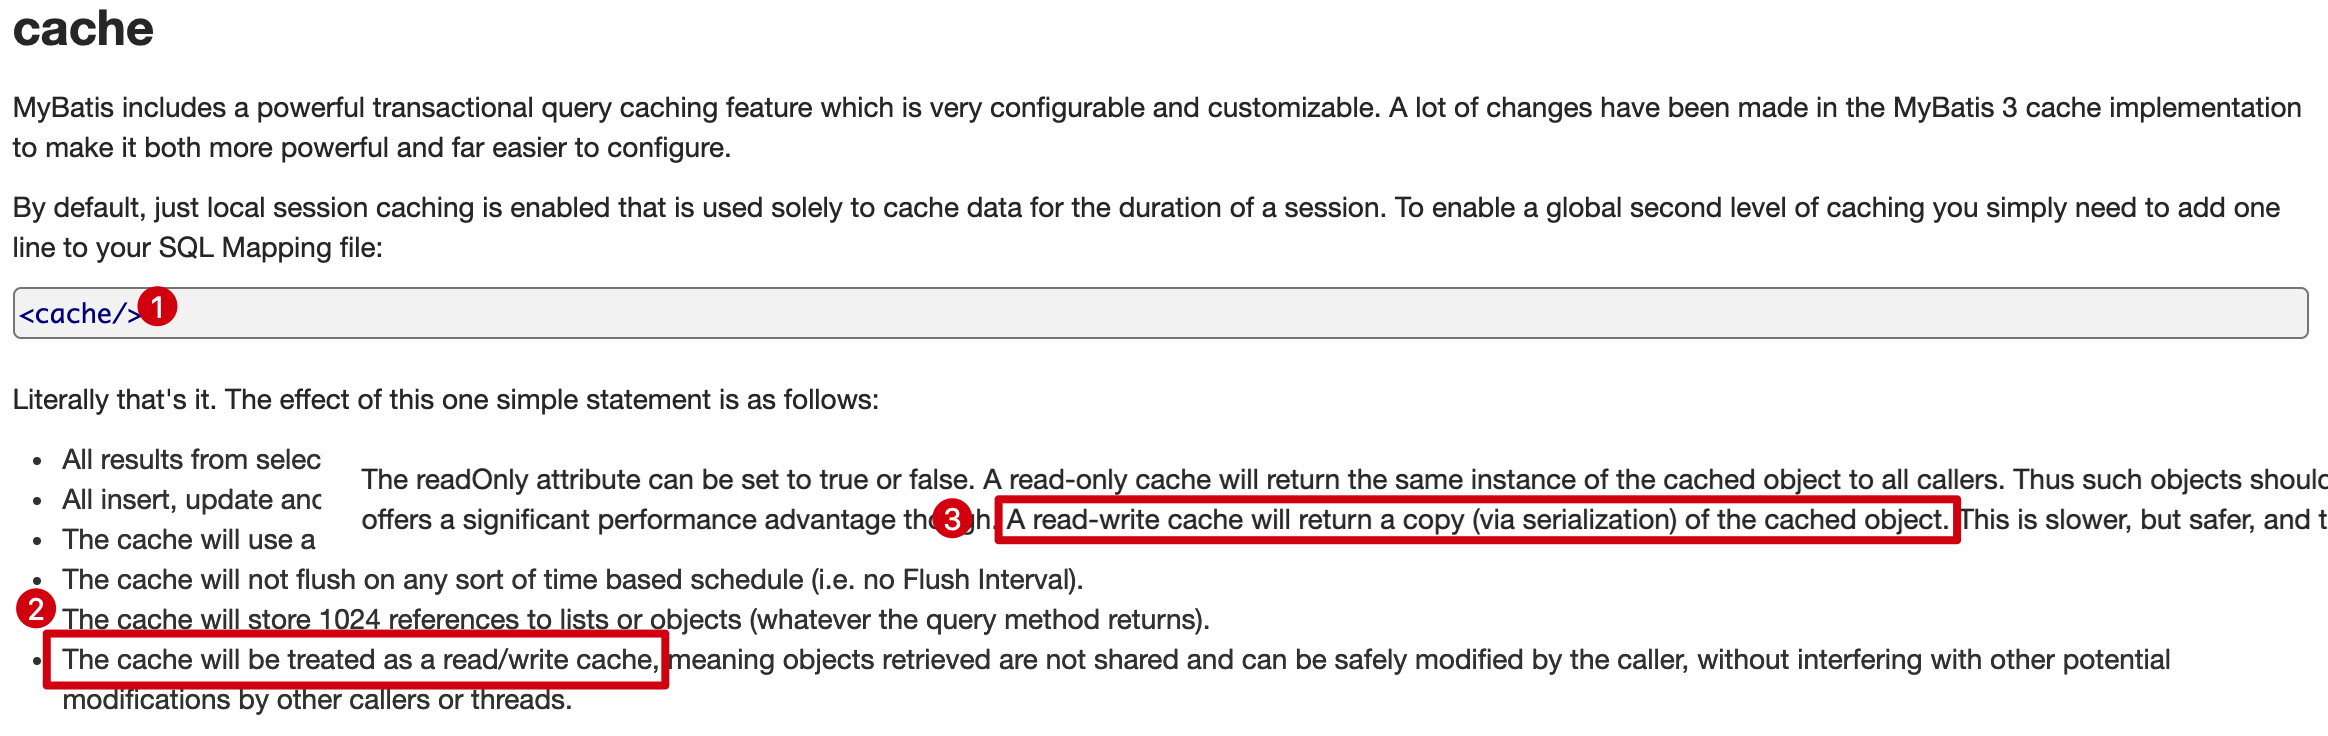 cache
MyBatis includes a powerful transactional query caching feature which is very configurable and customizable. A lot of changes have been made in the MyBatis 3 cache implementation
to make it both more powerful and far easier to configure.
By default, just local session caching is enabled that is used solely to cache data for the duration of a session. To enable a global second level of caching you simply need to add one
line to your SQL Mapping file:
<cache/> 1
Literally that's it. The effect of this one simple statement is as follows:
• All results from selec
• All insert, update and
• The cache will use a
The readOnly attribute can be set to true or false. A read-only cache will return the same instance of the cached object to all callers. Thus such objects should
offers a significant performance advantage though. 3 A read-write cache will return a copy (via serialization) of the cached object. This is slower, but safer, and t
• The cache will not flush on any sort of time based schedule (i.e. no Flush Interval).
2 The cache will store 1024 references to lists or objects (whatever the query method returns).
• The cache will be treated as a read/write cache, meaning objects retrieved are not shared and can be safely modified by the caller, without interfering with other potential
modifications by other callers or threads.